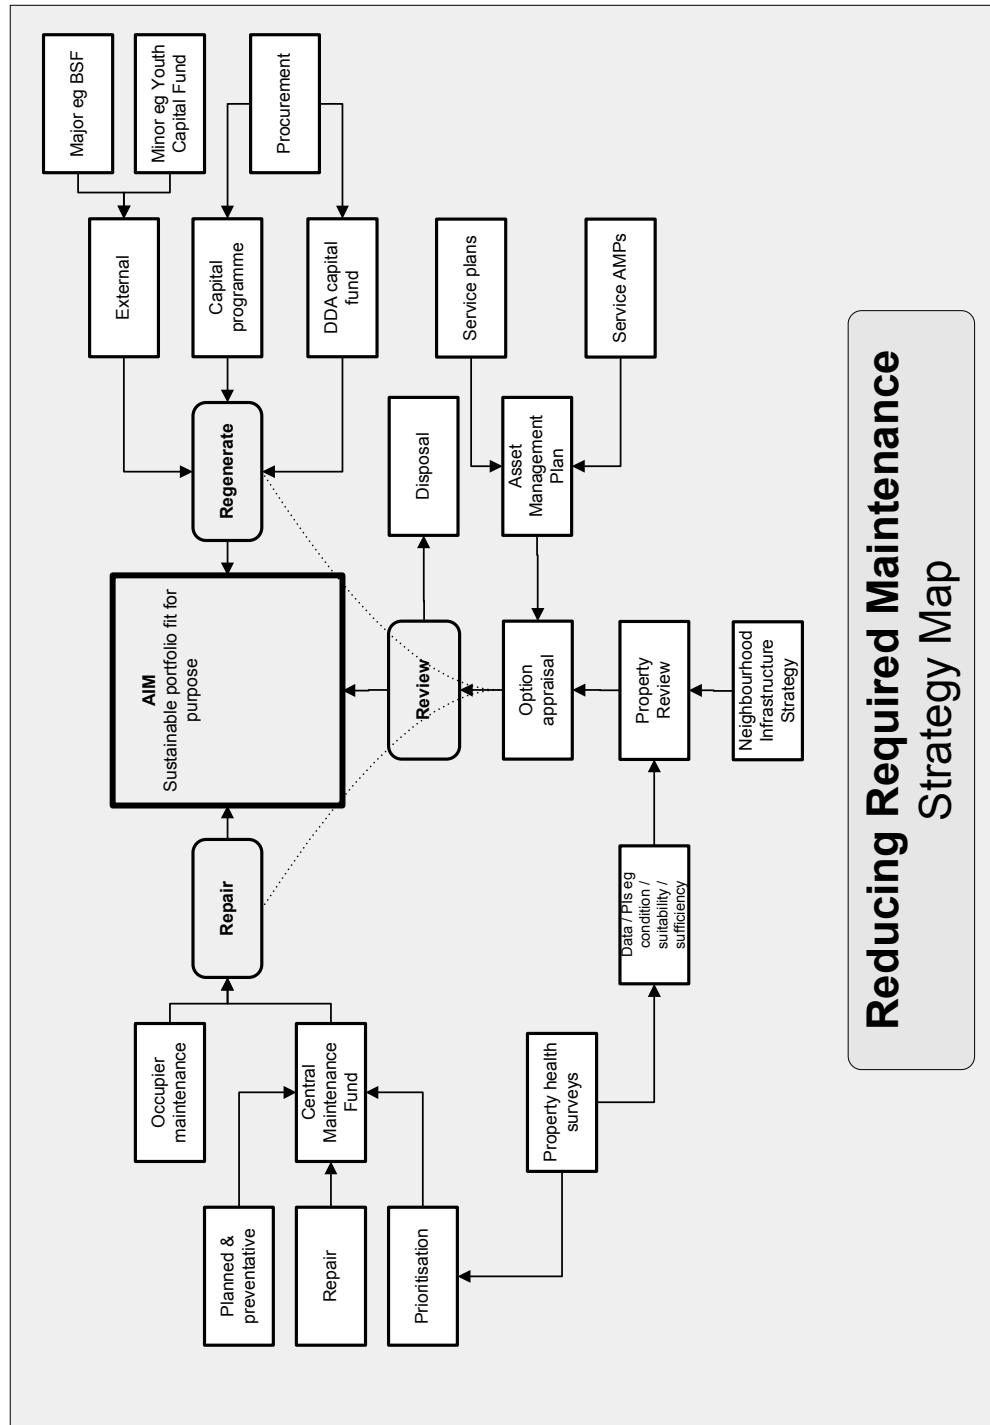 Major eg BSF
Minor eg Youth
Capital Fund
Procurement
External
Capital
programme
DDA capital
fund
Service plans
Service AMPs
Regenerate
Disposal
Asset
Management
Plan
AIM
Sustainable portfolio fit for
purpose
Review
Option
appraisal
Property
Review
Neighbourhood
Infrastructure
Strategy
Repair
Data / PIs eg
condition /
suitability /
sufficiency
Occupier
maintenance
Central
Maintenance
Fund
Property health
surveys
Planned &
preventative
Repair
Prioritisation
Reducing Required Maintenance
Strategy Map